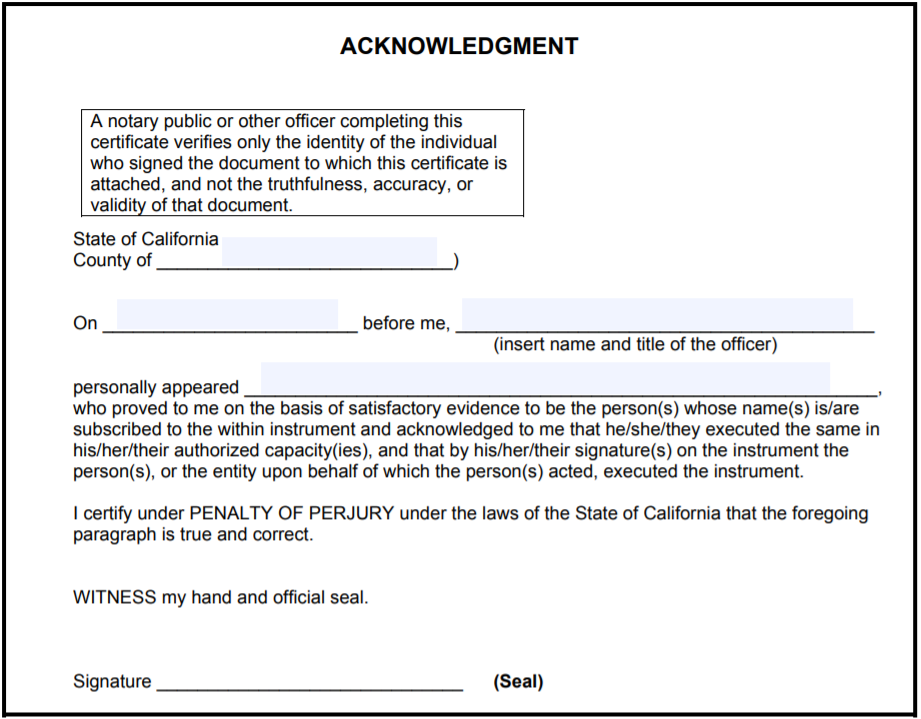 ACKNOWLEDGMENT
A notary public or other officer completing this
certificate verifies only the identity of the individual
who signed the document to which this certificate is
attached, and not the truthfulness, accuracy, or
validity of that document.
State of California
County of _____________________________)
On _________________________ before me, _________________________________________
(insert name and title of the officer)
personally appeared ______________________________________________________________,
who proved to me on the basis of satisfactory evidence to be the person(s) whose name(s) is/are
subscribed to the within instrument and acknowledged to me that he/she/they executed the same in
his/her/their authorized capacity(ies), and that by his/her/their signature(s) on the instrument the
person(s), or the entity upon behalf of which the person(s) acted, executed the instrument.
I certify under PENALTY OF PERJURY under the laws of the State of California that the foregoing
paragraph is true and correct.
WITNESS my hand and official seal.
Signature ______________________________ (Seal)